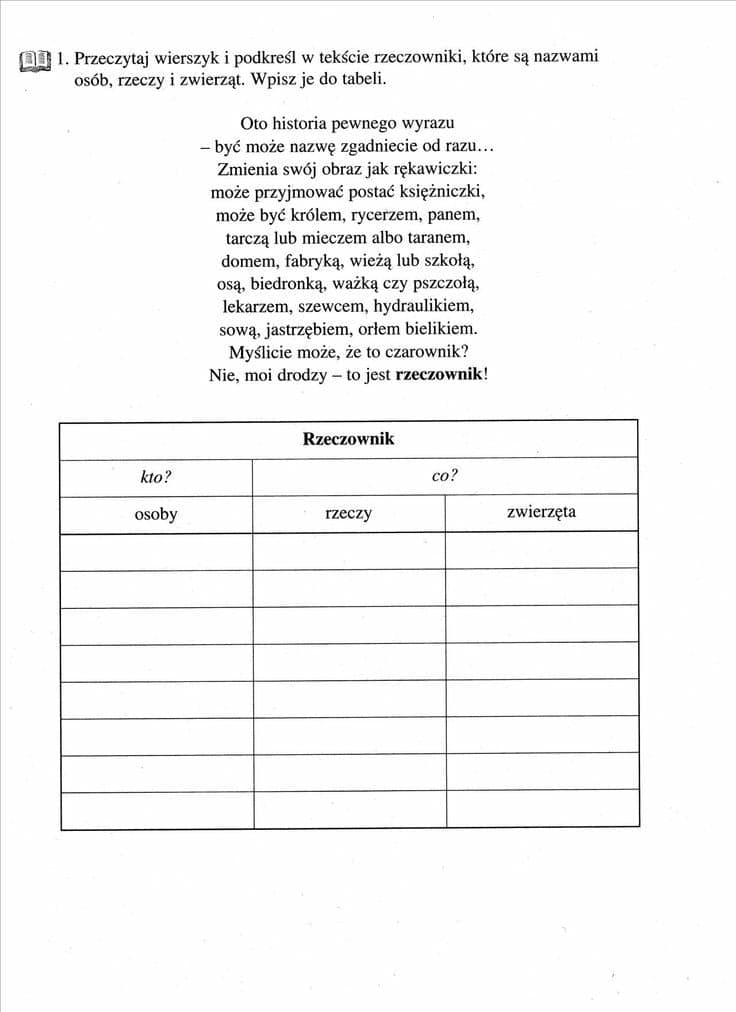 1. Przeczytaj wierszyk i podkreśl w tekście rzeczowniki, które są nazwami
osób, rzeczy i zwierząt. Wpisz je do tabeli.
Oto historia pewnego wyrazu
– być może nazwę zgadniecie od razu…
Zmienia swój obraz jak rękawiczki:
może przyjmować postać księżniczki,
może być królem, rycerzem, panem,
tarczą lub mieczem albo taranem,
domem, fabryką, wieżą lub szkołą,
osą, biedronką, ważką czy pszczołą,
lekarzem, szewcem, hydraulikiem,
sową, jastrzębiem, orłem bielikiem.
Myślicie może, że to czarownik?
Nie, moi drodzy – to jest rzeczownik!
Rzeczownik
kto? co?
osoby rzeczy zwierzęta